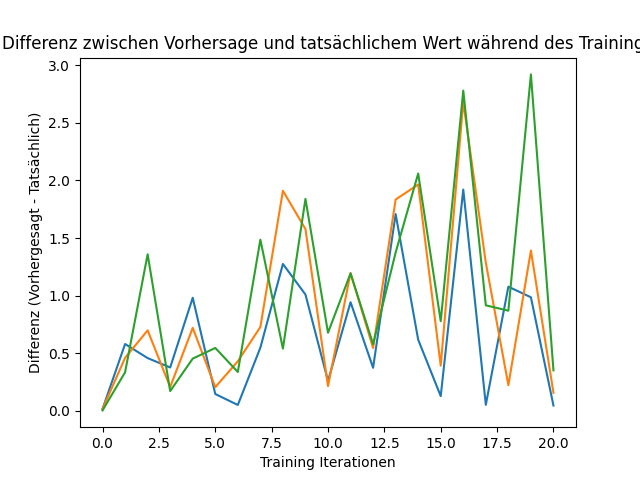 Differenz zwischen Vorhersage und tatsächlichem Wert während des Training
3.0
2.5
2.0
1.5
1.0
0.5
0.0
Differenz (Vorhergesagt - Tatsächlich)
0.0 2.5 5.0 7.5 10.0 12.5 15.0 17.5 20.0
Training Iterationen